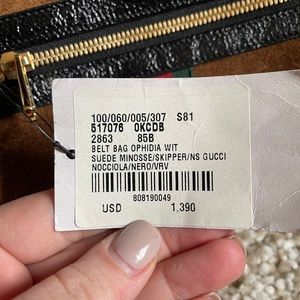 100/060/005/307 S81
517076 0KCDB
2863 85B
BELT BAG OPHIDIA WIT
SUEDE MINOSSE/SKIPPER/NS GUCCI
NOCCIOLA/NERO/VRV
808190049
USD 1,390